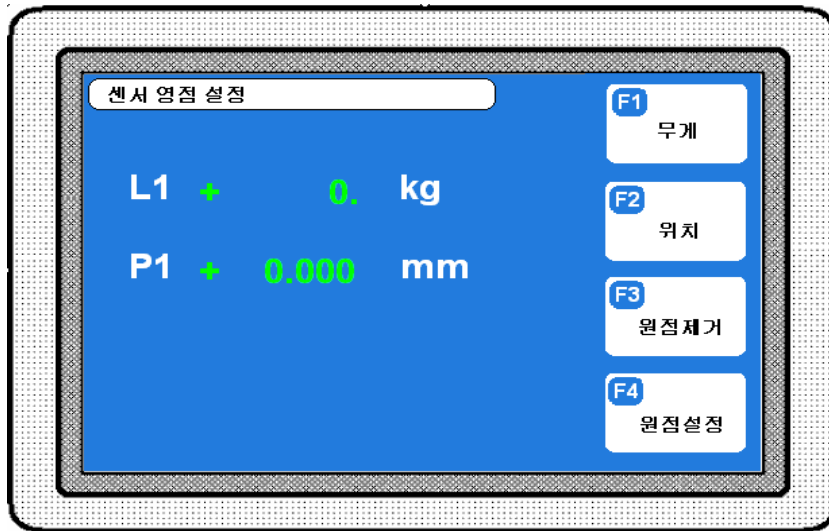 센서 영점 설정
L1 + 0. kg
P1 + 0.000 mm
F1
무게
F2
위치
F3
원점제거
F4
원점설정